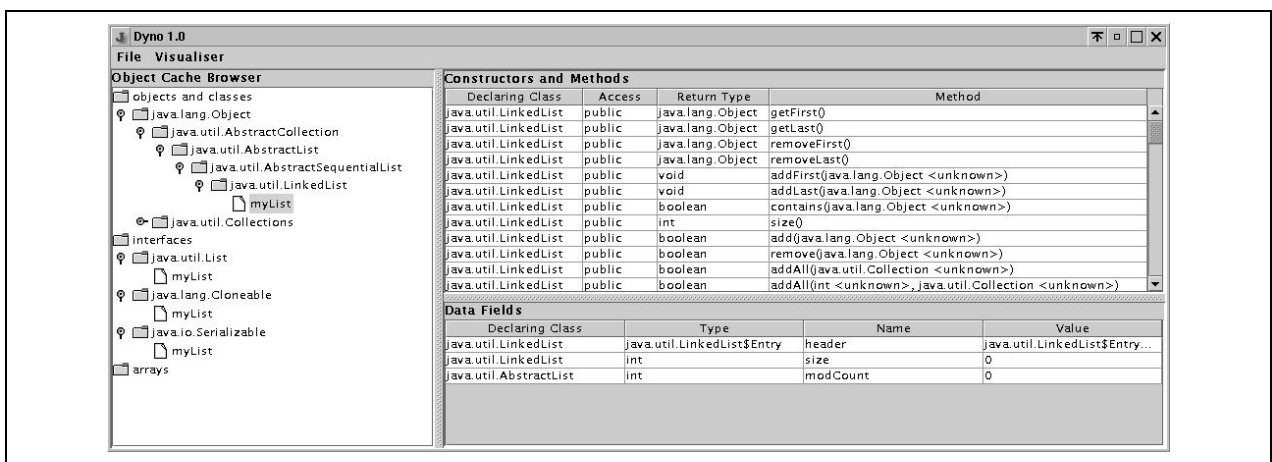 Dyno 1.0
File Visualiser
Object Cache Browser
objects and classes
java.lang.Object
java.util.AbstractCollection
java.util.AbstractList
java.util.AbstractSequentialList
java.util.LinkedList
myList
java.util.Collections
interfaces
java.util.List
myList
java.lang.Cloneable
myList
java.io.Serializable
myList
arrays
Constructors and Methods
Declaring Class Access Return Type Method
java.util.LinkedList public java.lang.Object getFirst()
java.util.LinkedList public java.lang.Object getLast()
java.util.LinkedList public java.lang.Object removeFirst()
java.util.LinkedList public java.lang.Object removeLast()
java.util.LinkedList public void addFirst(java.lang.Object <unknown>)
java.util.LinkedList public void addLast(java.lang.Object <unknown>)
java.util.LinkedList public boolean contains(java.lang.Object <unknown>)
java.util.LinkedList public int size()
java.util.LinkedList public boolean add(java.lang.Object <unknown>)
java.util.LinkedList public boolean remove(java.lang.Object <unknown>)
java.util.LinkedList public boolean addAll(java.util.Collection <unknown>)
java.util.LinkedList public boolean addAll(int <unknown>, java.util.Collection <unknown>)
Data Fields
Declaring Class Type Name Value
java.util.LinkedList java.util.LinkedList$Entry header java.util.LinkedList$Entry...
java.util.LinkedList int size 0
java.util.AbstractList int modCount 0